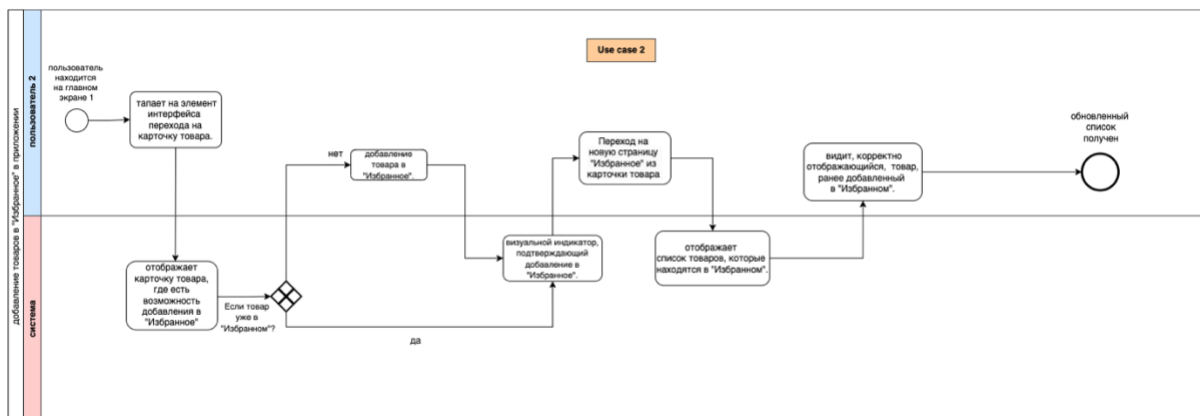 добавление товаров в "Избранное" в приложении
пользователь 2
Use case 2
пользователь
находится
на главном
экране 1
тапает на элемент
интерфейса
перехода на
карточку товара.
нет
добавление
товара в
"Избранное".
Переход на
новую страницу
"Избранное" из
карточки товара
видит, корректно
отображающийся, товар,
ранее добавленный
в "Избранном".
обновленный
список
получен
система
отображает
карточку товара,
где есть
возможность
добавления в
"Избранное"
Если товар
уже в
"Избранном"?
да
визуальной индикатор,
подтверждающий
добавление в
"Избранное".
отображает
список товаров, которые
находятся в "Избранном".